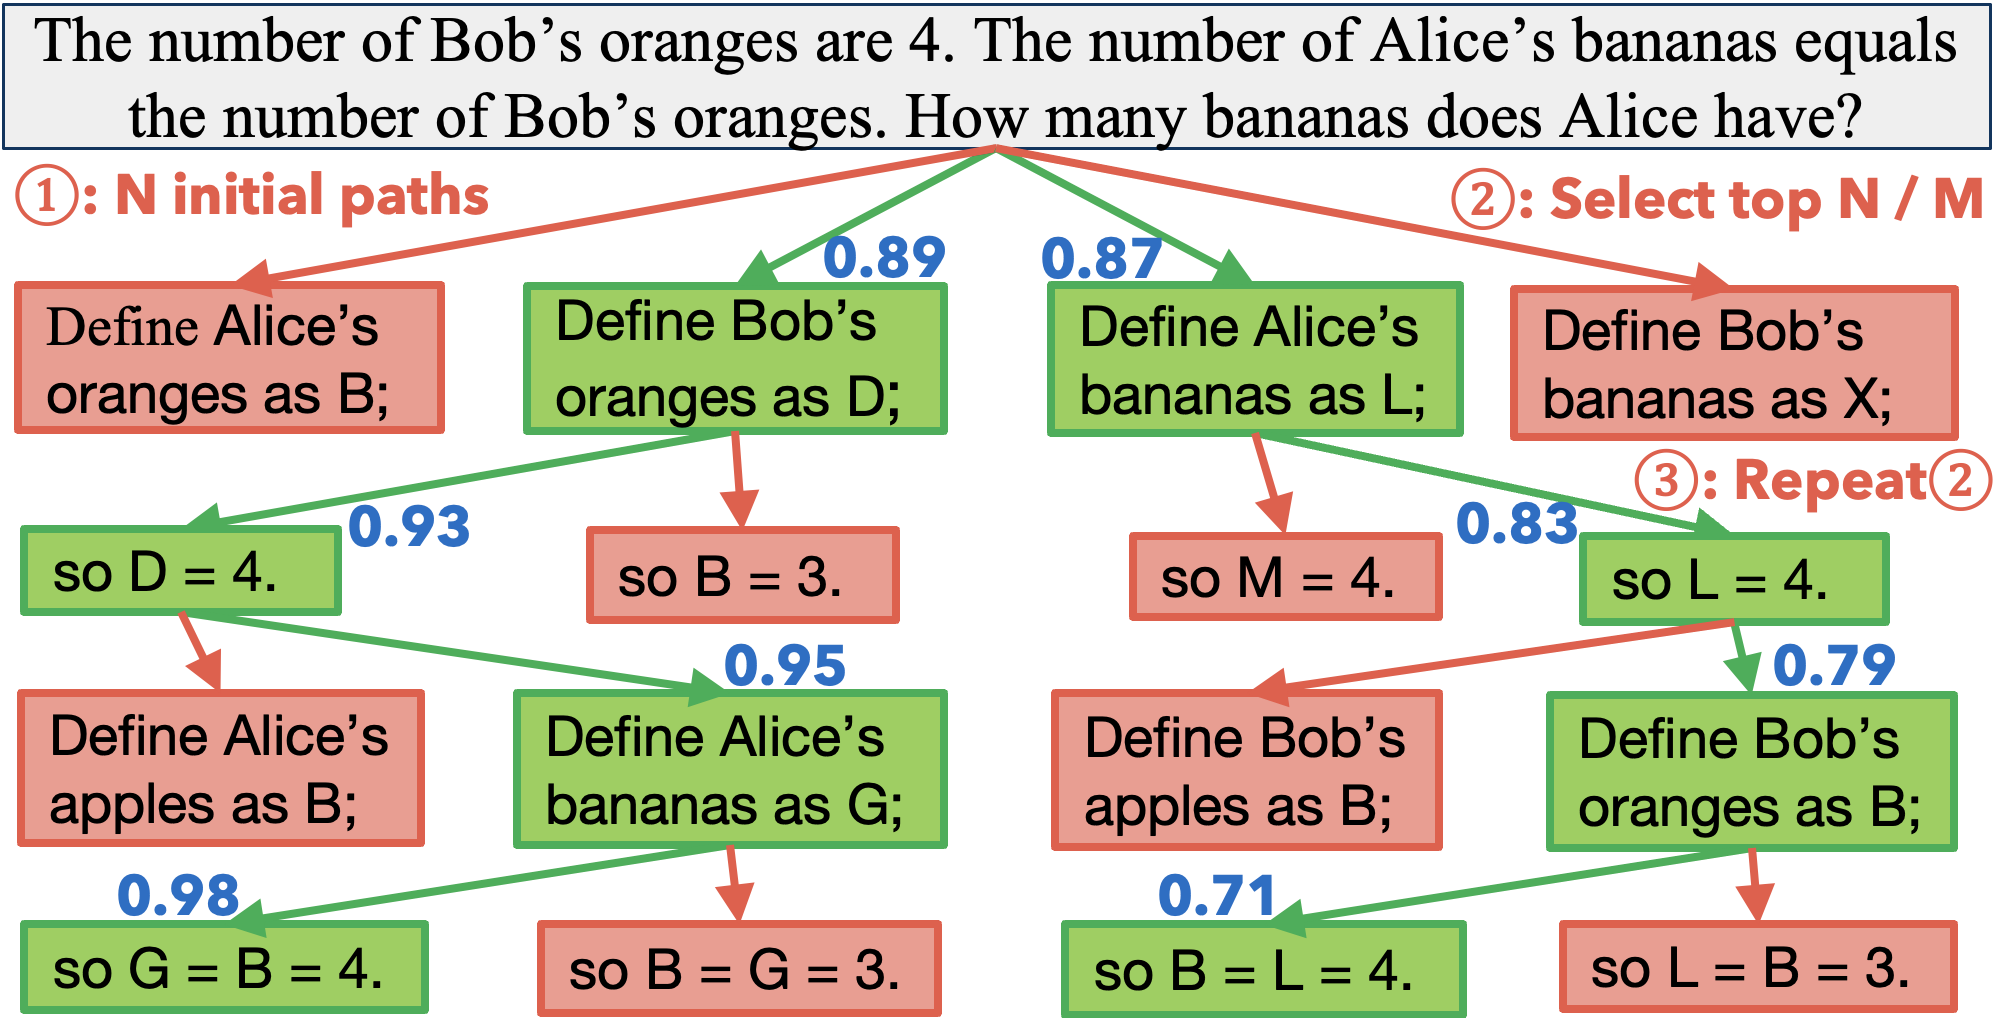 The number of Bob’s oranges are 4. The number of Alice’s bananas equals
the number of Bob’s oranges. How many bananas does Alice have?
①: N initial paths
②: Select top N / M
0.89
0.87
Define Alice’s
oranges as B;
Define Bob’s
oranges as D;
Define Alice’s
bananas as L;
Define Bob’s
bananas as X;
③: Repeat②
0.93
0.83
so D = 4.
so B = 3.
so M = 4.
so L = 4.
0.95
0.79
Define Alice’s
apples as B;
Define Alice’s
bananas as G;
Define Bob’s
apples as B;
Define Bob’s
oranges as B;
0.98
0.71
so G = B = 4.
so B = G = 3.
so B = L = 4.
so L = B = 3.